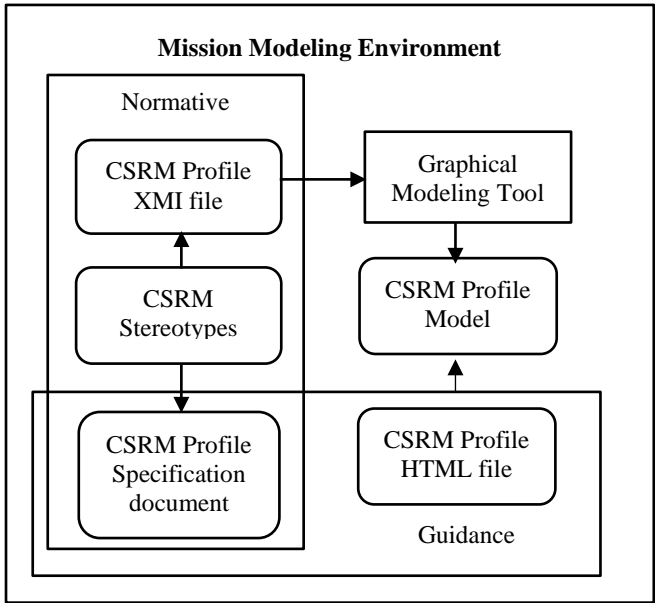 Mission Modeling Environment
Normative
CSRM Profile
XMI file
Graphical
Modeling Tool
CSRM
Stereotypes
CSRM Profile
Model
CSRM Profile
Specification
document
CSRM Profile
HTML file
Guidance